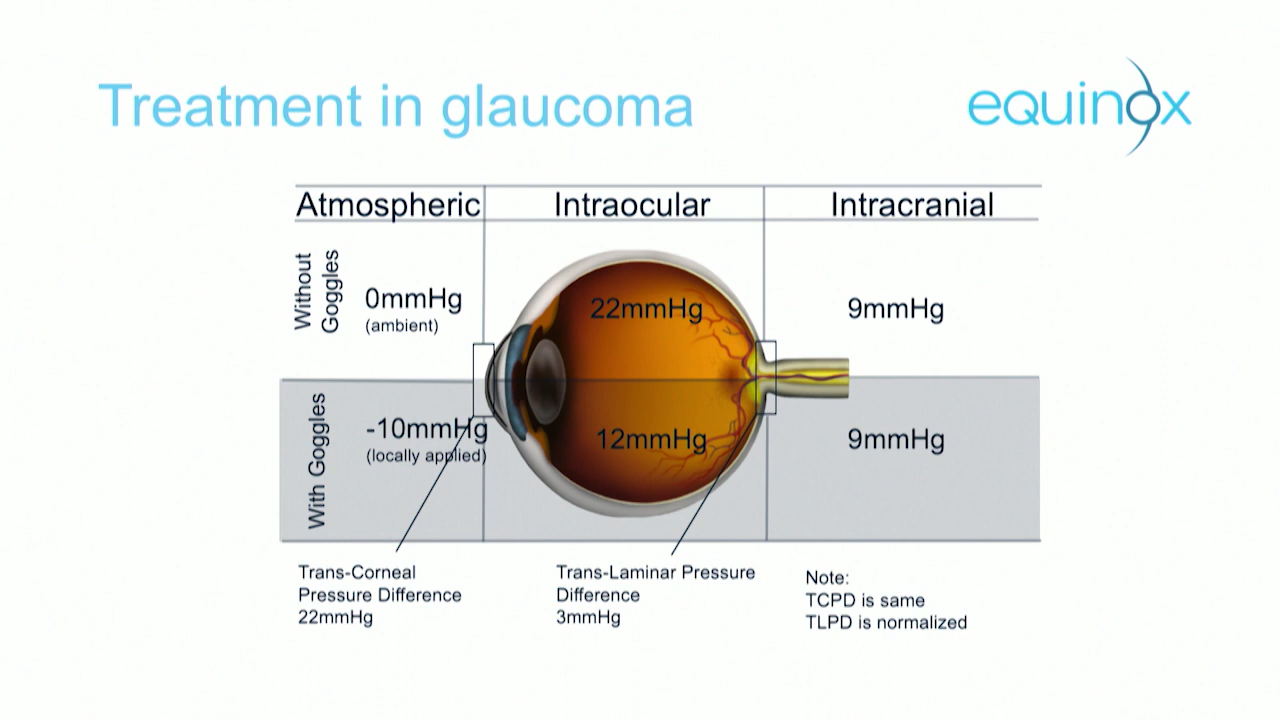 Treatment in glaucoma
equinox
Atmospheric Intraocular Intracranial
Without
Goggles
0mmHg
(ambient)
22mmHg
9mmHg
With Goggles
-10mmHg
(locally applied)
12mmHg
9mmHg
Trans-Corneal
Pressure Difference
22mmHg
Trans-Laminar Pressure
Difference
3mmHg
Note:
TCPD is same
TLPD is normalized